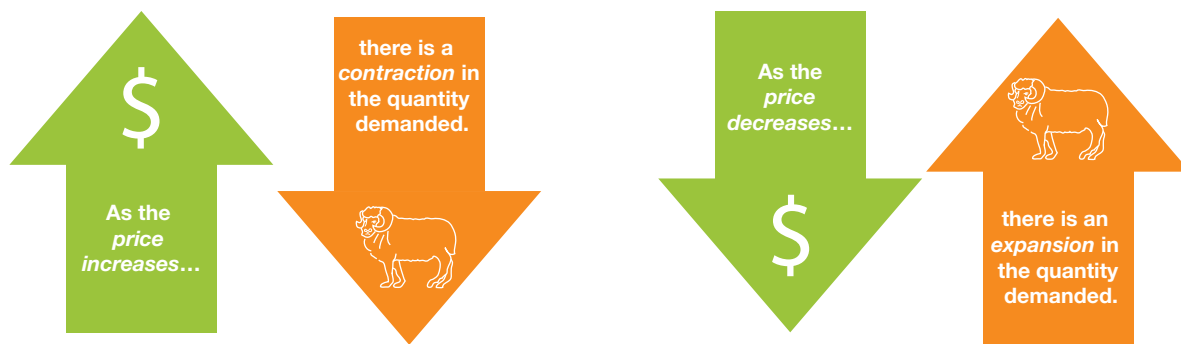 $
As the
price
increases…
there is a
contraction in
the quantity
demanded.
As the
price
decreases…
$
there is an
expansion in
the quantity
demanded.